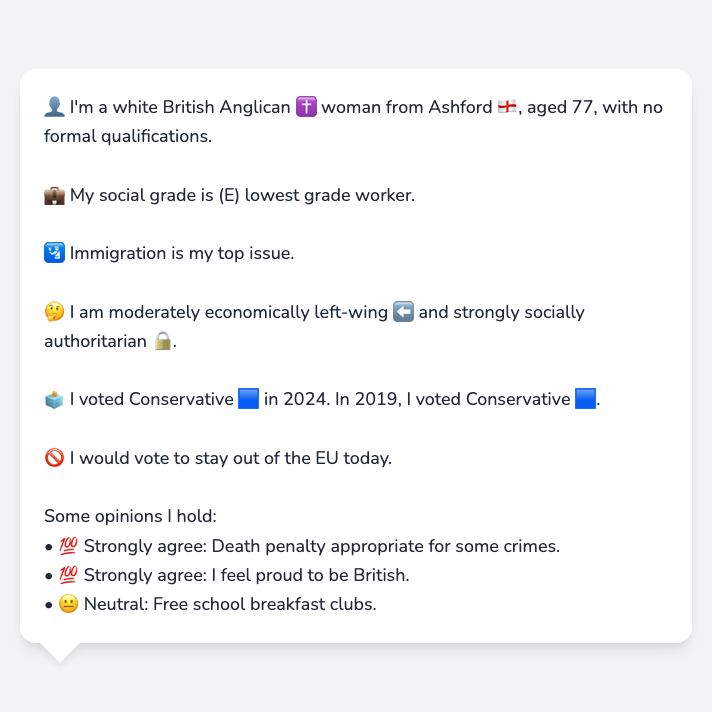 👤 I'm a white British Anglican ✝️ woman from Ashford 🏴󠁧󠁢󠁥󠁮󠁧󠁿, aged 77, with no
formal qualifications.
💼 My social grade is (E) lowest grade worker.
🛂 Immigration is my top issue.
🤔 I am moderately economically left-wing ⬅️ and strongly socially
authoritarian 🔒.
🗳️ I voted Conservative 🟦 in 2024. In 2019, I voted Conservative 🟦.
🚫 I would vote to stay out of the EU today.
Some opinions I hold:
• 💯 Strongly agree: Death penalty appropriate for some crimes.
• 💯 Strongly agree: I feel proud to be British.
• 😐 Neutral: Free school breakfast clubs.